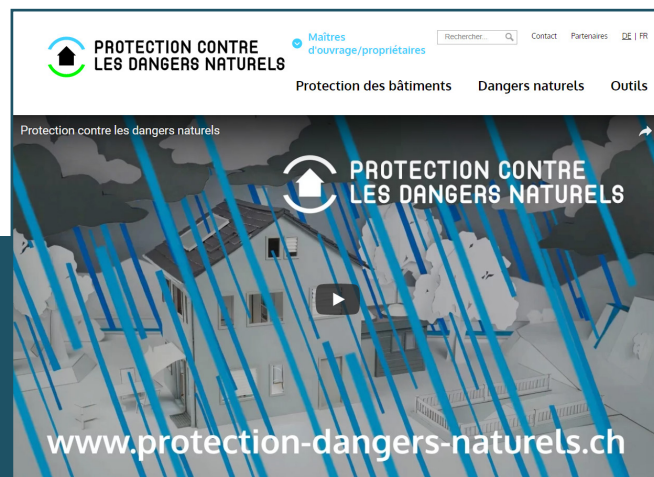 PROTECTION CONTRE
LES DANGERS NATURELS
Maîtres
d'ouvrage/propriétaires
Rechercher...
Contact
Partenaires
DE | FR
Protection des bâtiments
Dangers naturels
Outils
Protection contre les dangers naturels
PROTECTION CONTRE
LES DANGERS NATURELS
www.protection-dangers-naturels.ch